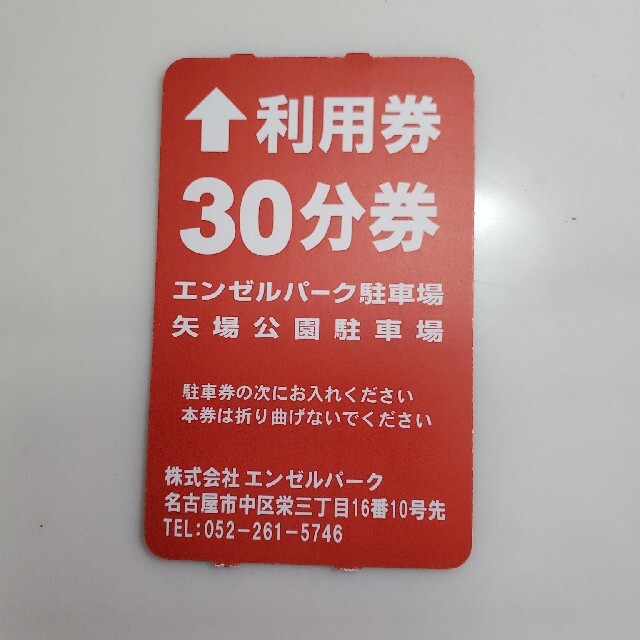 ↑利用券
30分券
エンゼルパーク駐車場
矢場公園駐車場
駐車券の次にお入れください
本券は折り曲げないでください
株式会社 エンゼルパーク
名古屋市中区栄三丁目16番10号先
TEL:052-261-5746